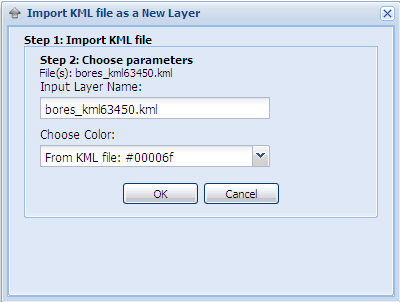 Import KML file as a New Layer
Step 1: Import KML file
Step 2: Choose parameters
File(s): bores_kml63450.kml
Input Layer Name:
bores_kml63450.kml
Choose Color:
From KML file: #00006f
OK
Cancel